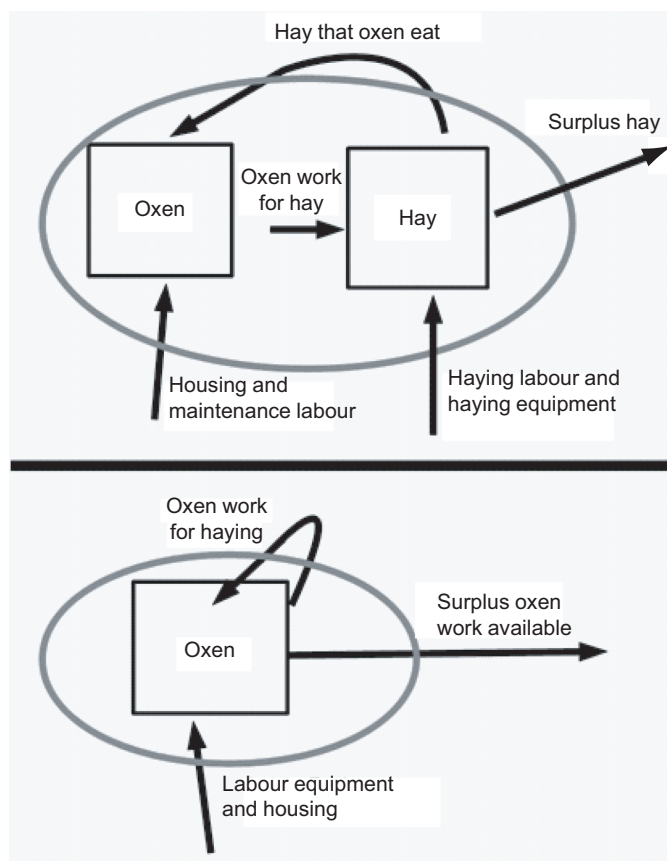 Hay that oxen eat
Surplus hay
Oxen work
for hay
Oxen
Hay
Housing and
maintenance labour
Haying labour and
haying equipment
Oxen work
for haying
Surplus oxen
work available
Oxen
Labour equipment
and housing